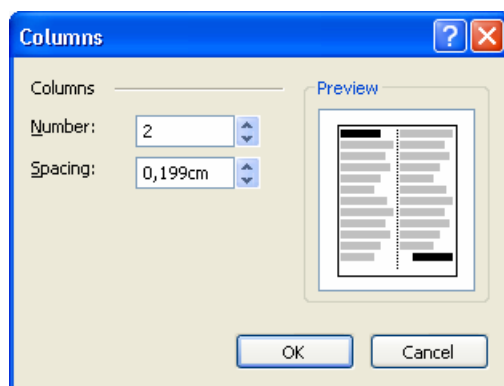 Columns
Columns
Number:
2
Spacing:
0,199cm
Preview
OK
Cancel